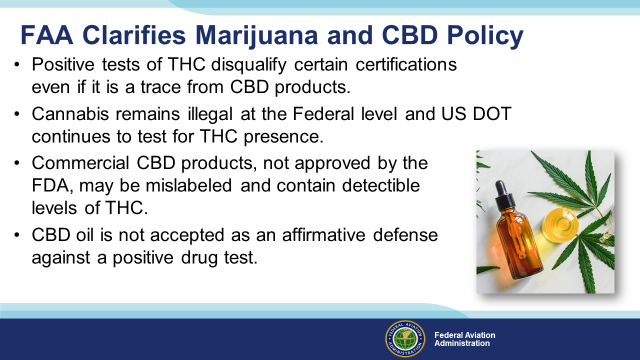 FAA Clarifies Marijuana and CBD Policy
• Positive tests of THC disqualify certain certifications
even if it is a trace from CBD products.
• Cannabis remains illegal at the Federal level and US DOT
continues to test for THC presence.
• Commercial CBD products, not approved by the
FDA, may be mislabeled and contain detectible
levels of THC.
• CBD oil is not accepted as an affirmative defense
against a positive drug test.
Federal Aviation
Administration